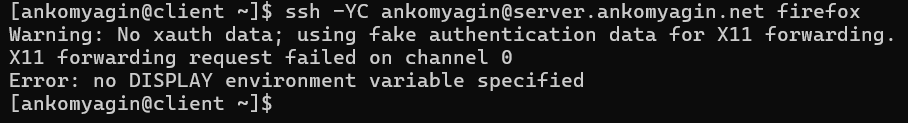 [ankomyagin@client ~]$ ssh -YC ankomyagin@server.ankomyagin.net firefox
Warning: No xauth data; using fake authentication data for X11 forwarding.
X11 forwarding request failed on channel 0
Error: no DISPLAY environment variable specified
[ankomyagin@client ~]$